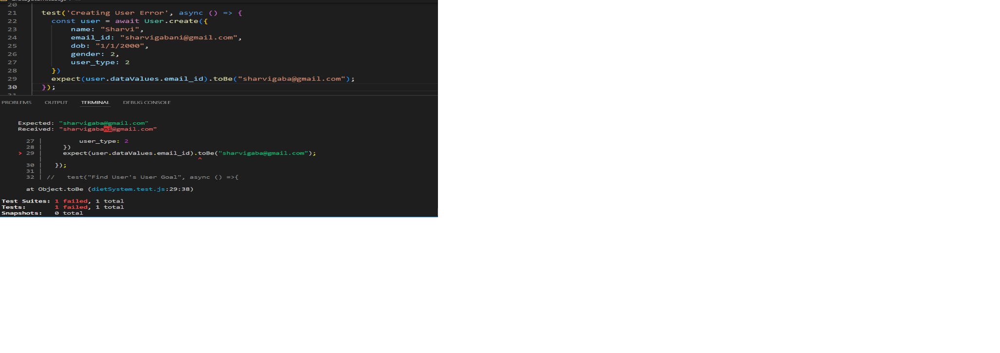 20
21 test('Creating User Error', async () => {
22 const user = await User.create({
23 name: "Sharvi",
24 email_id: "sharvigabani@gmail.com",
25 dob: "1/1/2000",
26 gender: 2,
27 user_type: 2
28 })
29 expect(user.dataValues.email_id).toBe("sharvigaba@gmail.com");
30 });
31
PROBLEMS OUTPUT TERMINAL DEBUG CONSOLE
Expected: "sharvigaba@gmail.com"
Received: "sharvigabani@gmail.com"
27 | user_type: 2
28 | })
> 29 | expect(user.dataValues.email_id).toBe("sharvigaba@gmail.com");
| ^
30 | });
31 |
32 | // test("Find User's User Goal", async () =>{
at Object.toBe (dietSystem.test.js:29:38)
Test Suites: 1 failed, 1 total
Tests: 1 failed, 1 total
Snapshots: 0 total